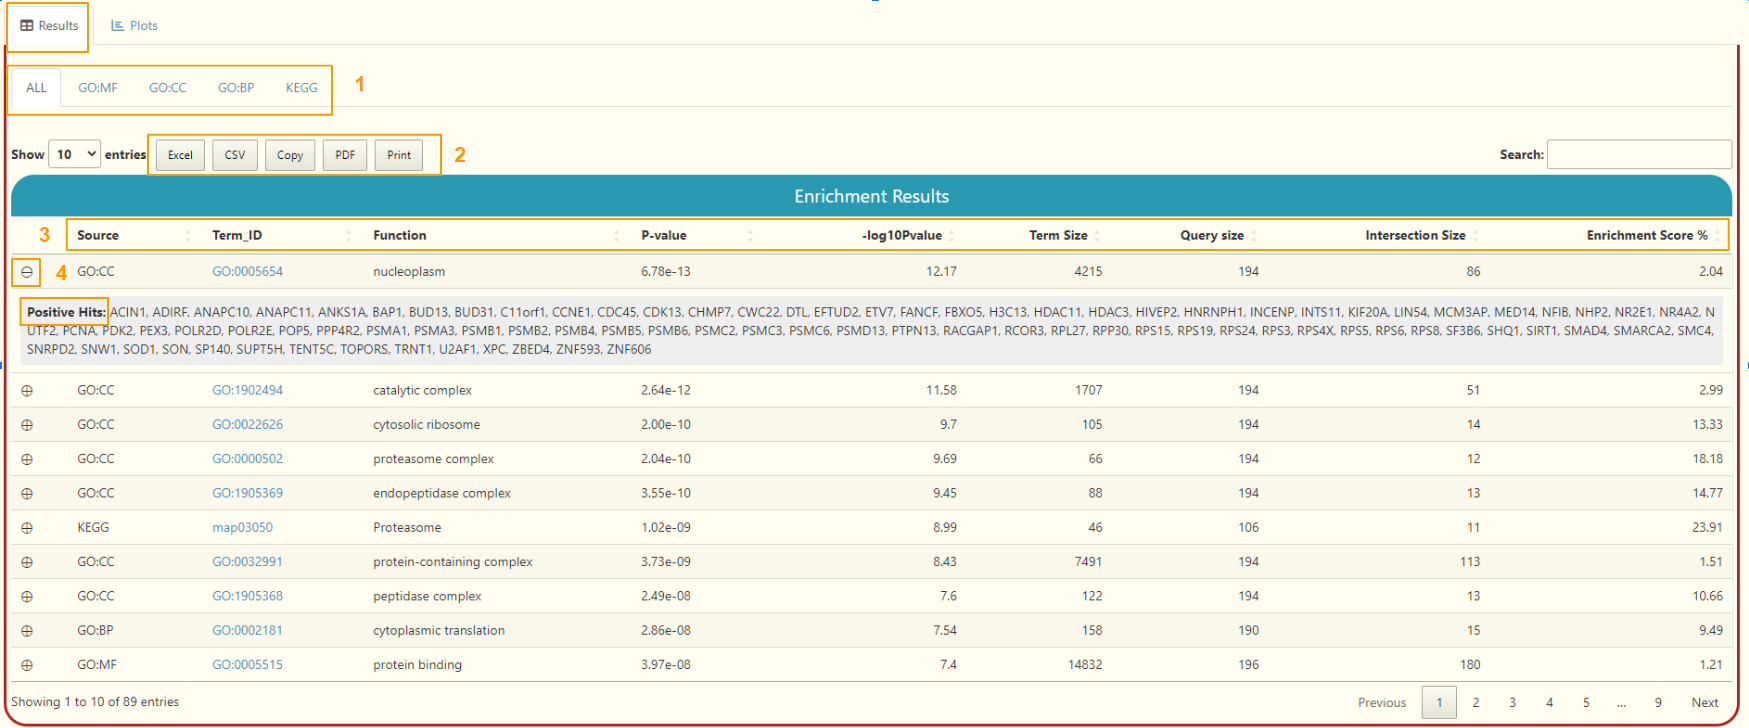 Results Plots
ALL GO:MF GO:CC GO:BP KEGG 1
Show 10 entries Excel CSV Copy PDF Print 2 Search:
Enrichment Results
3 Source Term_ID Function P-value -log10Pvalue Term Size Query size Intersection Size Enrichment Score %
4 GO:CC GO:0005654 nucleoplasm 6.78e-13 12.17 4215 194 86 2.04
Positive Hits: ACIN1, ADIRF, ANAPC10, ANAPC11, ANKS1A, BAP1, BUD13, BUD31, C11orf1, CCNE1, CDC45, CDK13, CHMP7, CWC22, DTL, EFTUD2, ETV7, FANCF, FBXO5, H3C13, HDAC11, HDAC3, HIVEP2, HNRNPH1, INCENP, INTS11, KIF20A, LIN54, MCM3AP, MED14, NFIB, NHP2, NR2E1, NR4A2, N
UTF2, PCNA, PDK2, PEX3, POLR2D, POLR2E, POP5, PPP4R2, PSMA1, PSMA3, PSMB1, PSMB2, PSMB4, PSMB5, PSMB6, PSMC2, PSMC3, PSMC6, PSMD13, PTPN13, RACGAP1, RCOR3, RPL27, RPP30, RPS15, RPS19, RPS24, RPS3, RPS4X, RPS5, RPS6, RPS8, SF3B6, SHQ1, SIRT1, SMAD4, SMARCA2, SMC4,
SNRPD2, SNW1, SOD1, SON, SP140, SUPT5H, TENT5C, TOPORS, TRNT1, U2AF1, XPC, ZBED4, ZNF593, ZNF606
GO:CC GO:1902494 catalytic complex 2.64e-12 11.58 1707 194 51 2.99
GO:CC GO:0022626 cytosolic ribosome 2.00e-10 9.7 105 194 14 13.33
GO:CC GO:0000502 proteasome complex 2.04e-10 9.69 66 194 12 18.18
GO:CC GO:1905369 endopeptidase complex 3.55e-10 9.45 88 194 13 14.77
KEGG map03050 Proteasome 1.02e-09 8.99 46 106 11 23.91
GO:CC GO:0032991 protein-containing complex 3.73e-09 8.43 7491 194 113 1.51
GO:CC GO:1905368 peptidase complex 2.49e-08 7.6 122 194 13 10.66
GO:BP GO:0002181 cytoplasmic translation 2.86e-08 7.54 158 190 15 9.49
GO:MF GO:0005515 protein binding 3.97e-08 7.4 14832 196 180 1.21
Showing 1 to 10 of 89 entries Previous 1 2 3 4 5 ... 9 Next